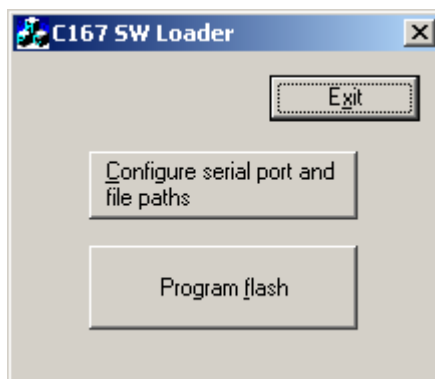 C167 SW Loader
Exit
Configure serial port and
file paths
Program flash